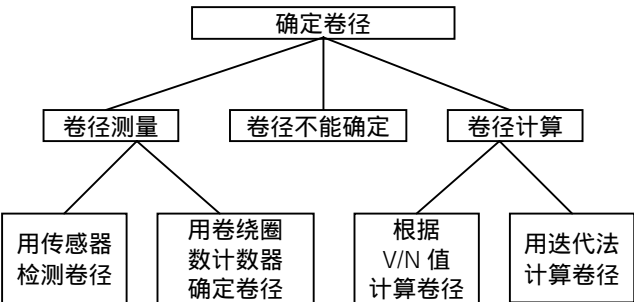 确定卷径
卷径测量
卷径不能确定
卷径计算
用传感器
检测卷径
用卷绕圈
数计数器
确定卷径
根据
V/N 值
计算卷径
用迭代法
计算卷径